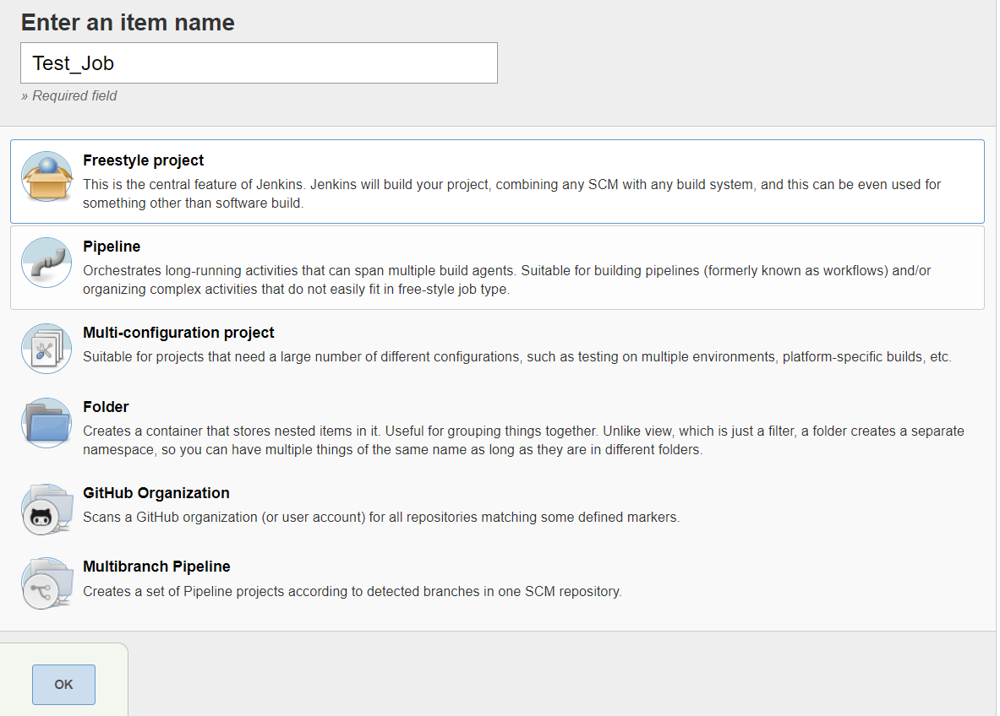 Enter an item name
Test_Job
» Required field
Freestyle project
This is the central feature of Jenkins. Jenkins will build your project, combining any SCM with any build system, and this can be even used for
something other than software build.
Pipeline
Orchestrates long-running activities that can span multiple build agents. Suitable for building pipelines (formerly known as workflows) and/or
organizing complex activities that do not easily fit in free-style job type.
Multi-configuration project
Suitable for projects that need a large number of different configurations, such as testing on multiple environments, platform-specific builds, etc.
Folder
Creates a container that stores nested items in it. Useful for grouping things together. Unlike view, which is just a filter, a folder creates a separate
namespace, so you can have multiple things of the same name as long as they are in different folders.
GitHub Organization
Scans a GitHub organization (or user account) for all repositories matching some defined markers.
Multibranch Pipeline
Creates a set of Pipeline projects according to detected branches in one SCM repository.
OK